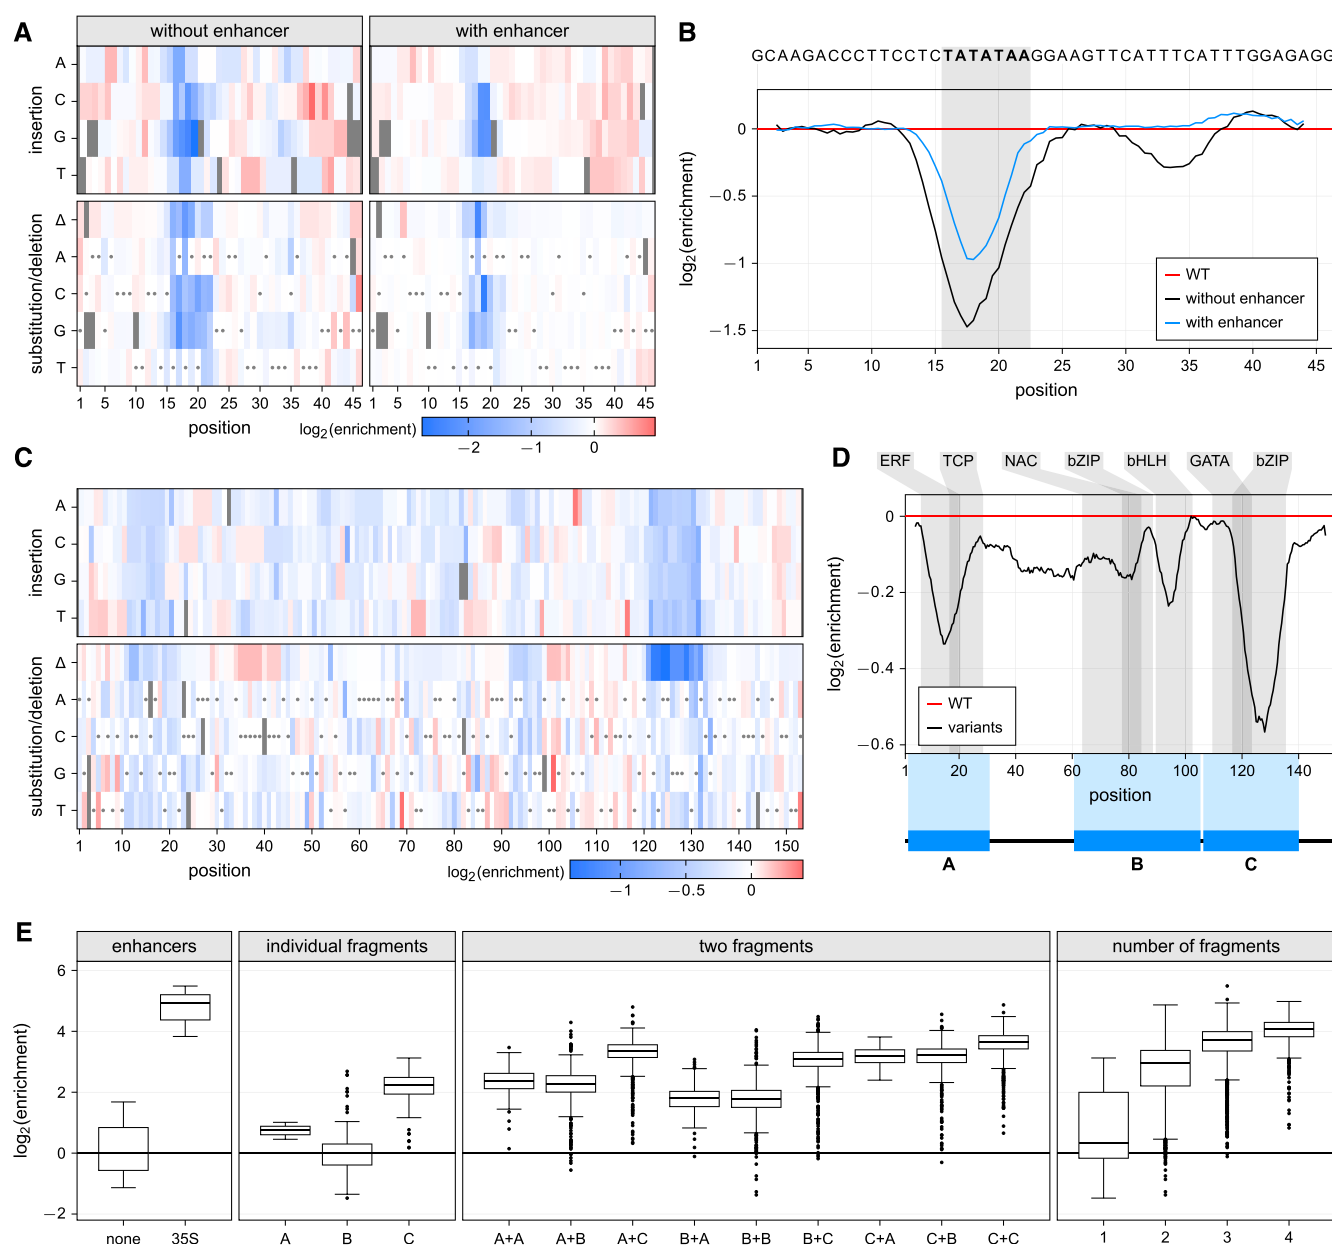 A
without enhancer
with enhancer
insertion
A
C
G
T
substitution/deletion
Δ
A
C
G
T
1 5 10 15 20 25 30 35 40 45
1 5 10 15 20 25 30 35 40 45
position
log2(enrichment)
−2 −1 0
B
GCAAGACCCTTCCTCTATATAAGGAAGTTCATTTCATTTGGAGAGG
log2(enrichment)
0
−0.5
−1
−1.5
WT
without enhancer
with enhancer
1 5 10 15 20 25 30 35 40 45
position
C
insertion
A
C
G
T
substitution/deletion
Δ
A
C
G
T
1 10 20 30 40 50 60 70 80 90 100 110 120 130 140 150
position
log2(enrichment)
−1 −0.5 0
D
ERF TCP NAC bZIP bHLH GATA bZIP
log2(enrichment)
0
−0.2
−0.4
−0.6
WT
variants
1 20 40 60 80 100 120 140
position
A B C
E
enhancers
individual fragments
two fragments
number of fragments
log2(enrichment)
6
4
2
0
−2
none 35S
A B C
A+A A+B A+C B+A B+B B+C C+A C+B C+C
1 2 3 4